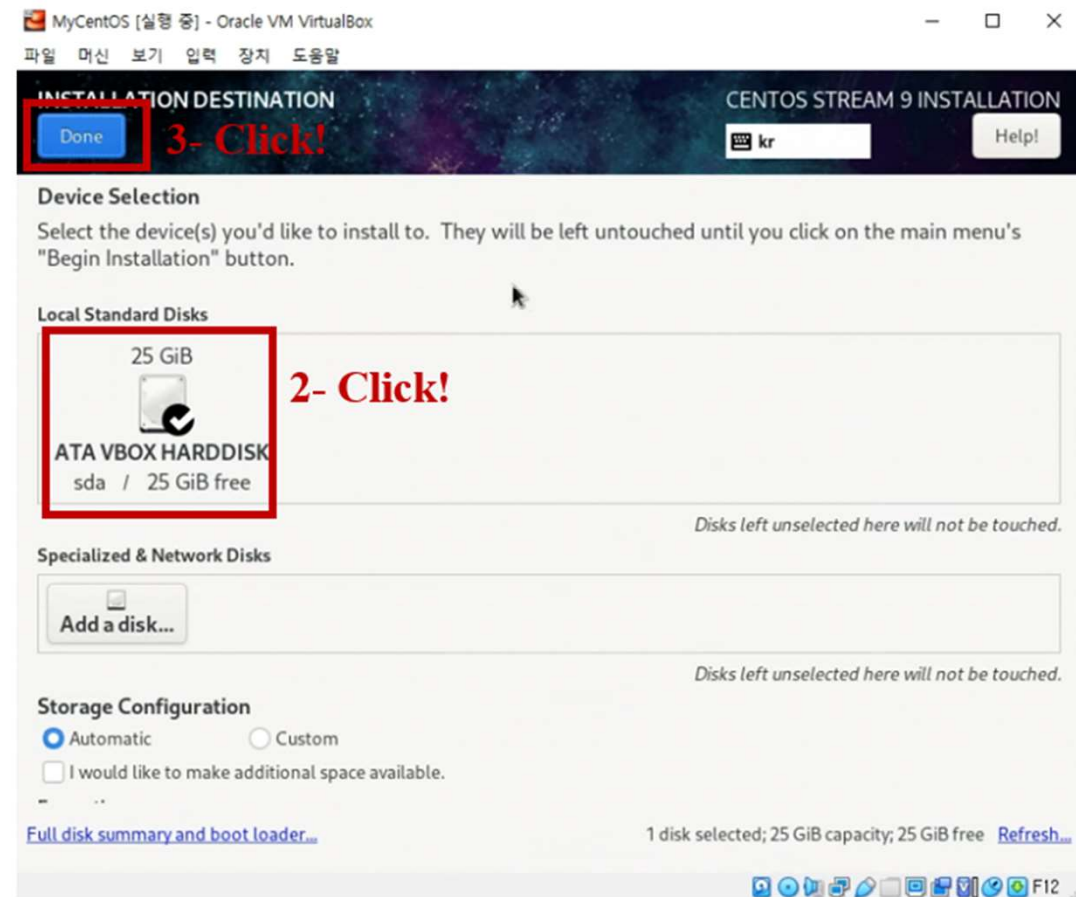 MyCentOS [실행 중] - Oracle VM VirtualBox
파일 머신 보기 입력 장치 도움말
INSTALLATION DESTINATION
CENTOS STREAM 9 INSTALLATION
Done
3- Click!
kr
Help!
Device Selection
Select the device(s) you'd like to install to. They will be left untouched until you click on the main menu's
"Begin Installation" button.
Local Standard Disks
25 GiB
2- Click!
ATA VBOX HARDDISK
sda / 25 GiB free
Disks left unselected here will not be touched.
Specialized & Network Disks
Add a disk...
Disks left unselected here will not be touched.
Storage Configuration
Automatic Custom
I would like to make additional space available.
Full disk summary and boot loader...
1 disk selected; 25 GiB capacity; 25 GiB free Refresh...
F12